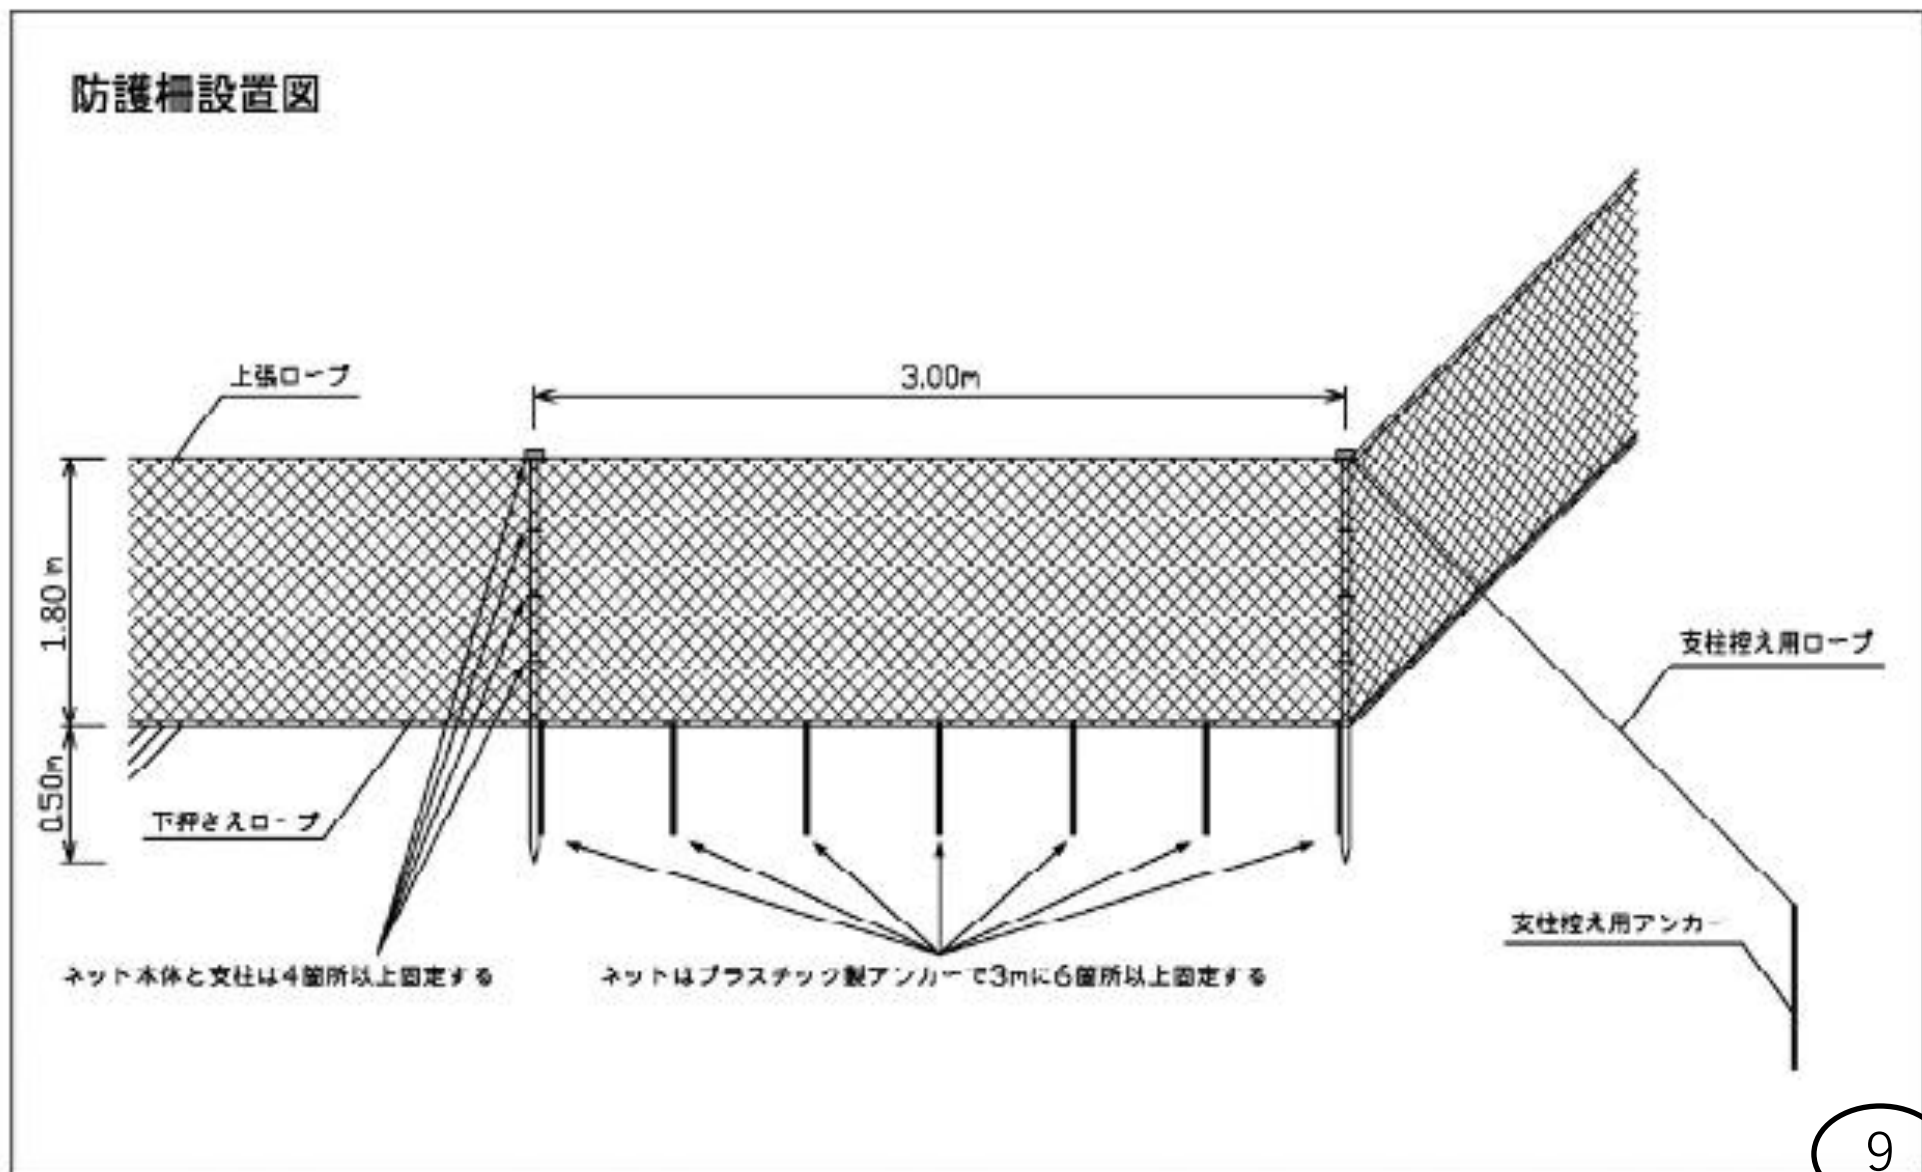 防護柵設置図
上張ロープ
3.00m
1.80m
支柱控え用ロープ
0.50m
下押さえロープ
支柱控え用アンカー
ネット本体と支柱は4箇所以上固定する
ネットはプラスチック製アンカーで3mに6箇所以上固定する
9